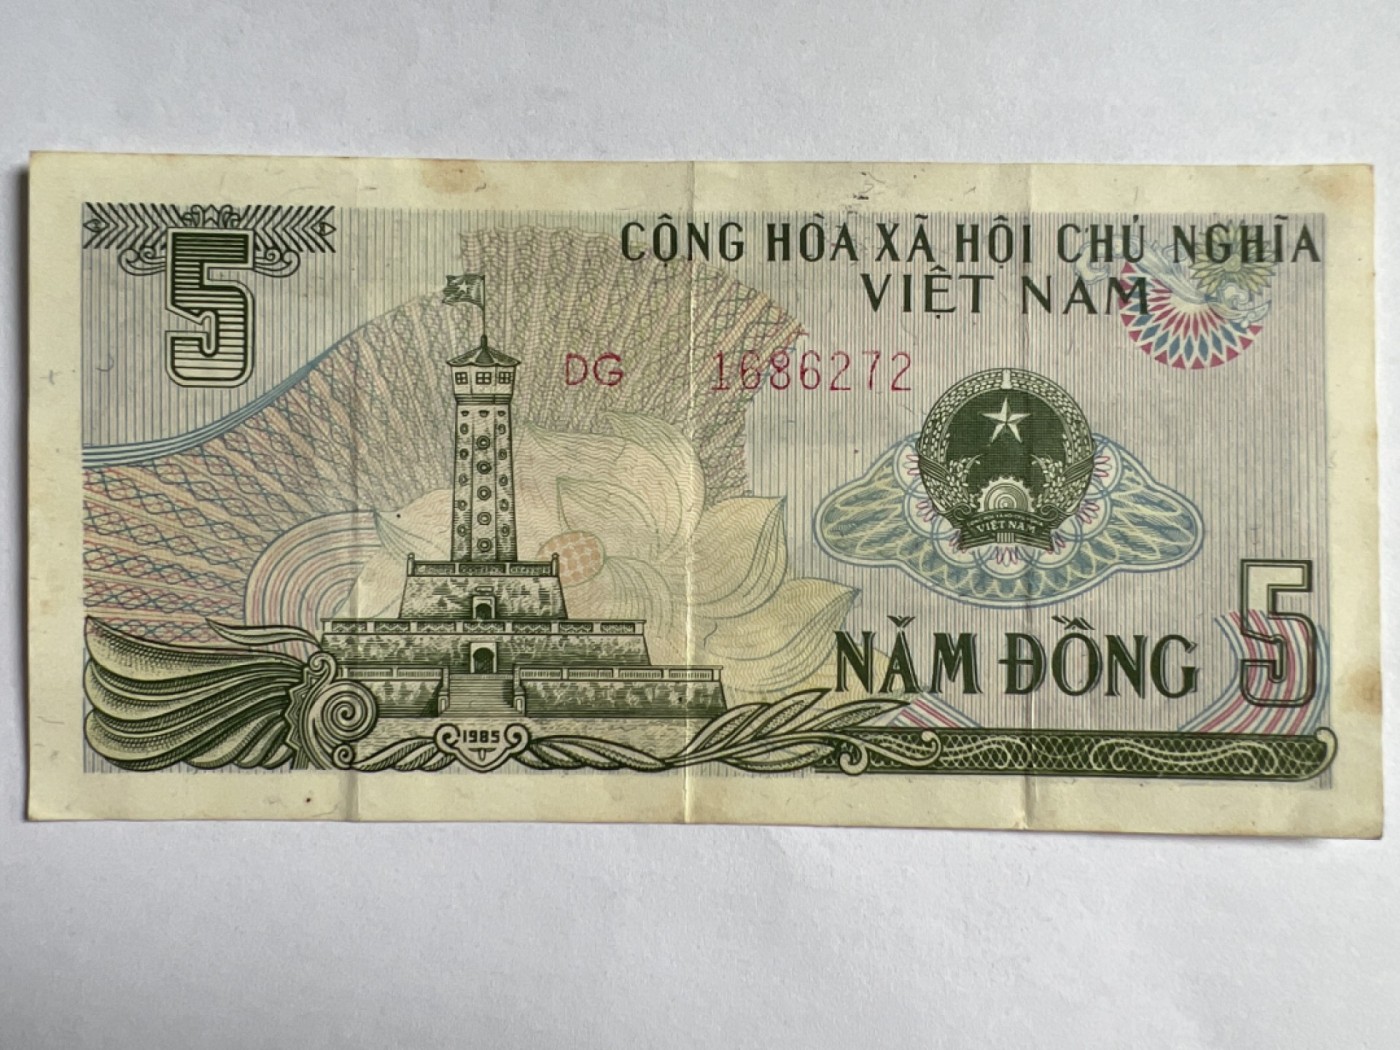 5
CỘNG HÒA XÃ HỘI CHỦ NGHĨA
VIỆT NAM
DG 1686272
VIỆT NAM
NĂM ĐỒNG
5
1985